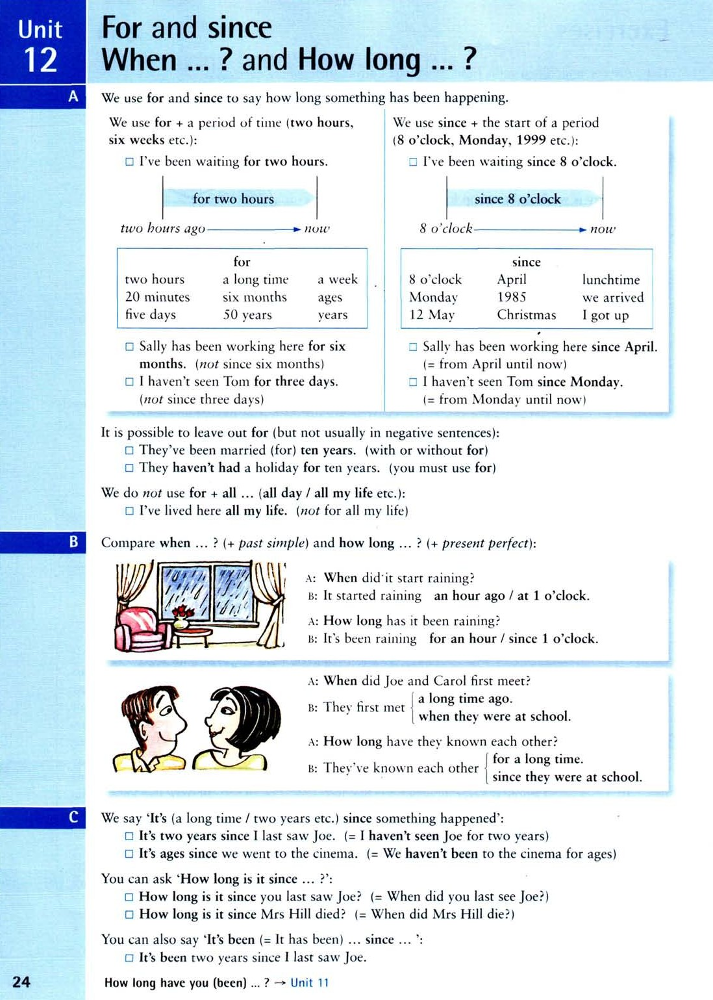 Unit
12
For and since
When ... ? and How long ... ?
A
We use for and since to say how long something has been happening.
We use for + a period of time (two hours,
six weeks etc.):
□ I've been waiting for two hours.
for two hours
two hours ago → now
for
two hours a long time a week
20 minutes six months ages
five days 50 years years
□ Sally has been working here for six
months. (not since six months)
□ I haven't seen Tom for three days.
(not since three days)
We use since + the start of a period
(8 o'clock, Monday, 1999 etc.):
□ I've been waiting since 8 o'clock.
since 8 o'clock
8 o'clock → now
since
8 o'clock April lunchtime
Monday 1985 we arrived
12 May Christmas I got up
□ Sally has been working here since April.
(= from April until now)
□ I haven't seen Tom since Monday.
(= from Monday until now)
It is possible to leave out for (but not usually in negative sentences):
□ They've been married (for) ten years. (with or without for)
□ They haven't had a holiday for ten years. (you must use for)
We do not use for + all ... (all day / all my life etc.):
□ I've lived here all my life. (not for all my life)
B
Compare when ... ? (+ past simple) and how long ... ? (+ present perfect):
A: When did it start raining?
B: It started raining an hour ago / at 1 o'clock.
A: How long has it been raining?
B: It's been raining for an hour / since 1 o'clock.
A: When did Joe and Carol first meet?
B: They first met { a long time ago.
when they were at school.
A: How long have they known each other?
B: They've known each other { for a long time.
since they were at school.
C
We say 'It's (a long time / two years etc.) since something happened':
□ It's two years since I last saw Joe. (= I haven't seen Joe for two years)
□ It's ages since we went to the cinema. (= We haven't been to the cinema for ages)
You can ask 'How long is it since ... ?':
□ How long is it since you last saw Joe? (= When did you last see Joe?)
□ How long is it since Mrs Hill died? (= When did Mrs Hill die?)
You can also say 'It's been (= It has been) ... since ... ':
□ It's been two years since I last saw Joe.
24
How long have you (been) ... ? → Unit 11